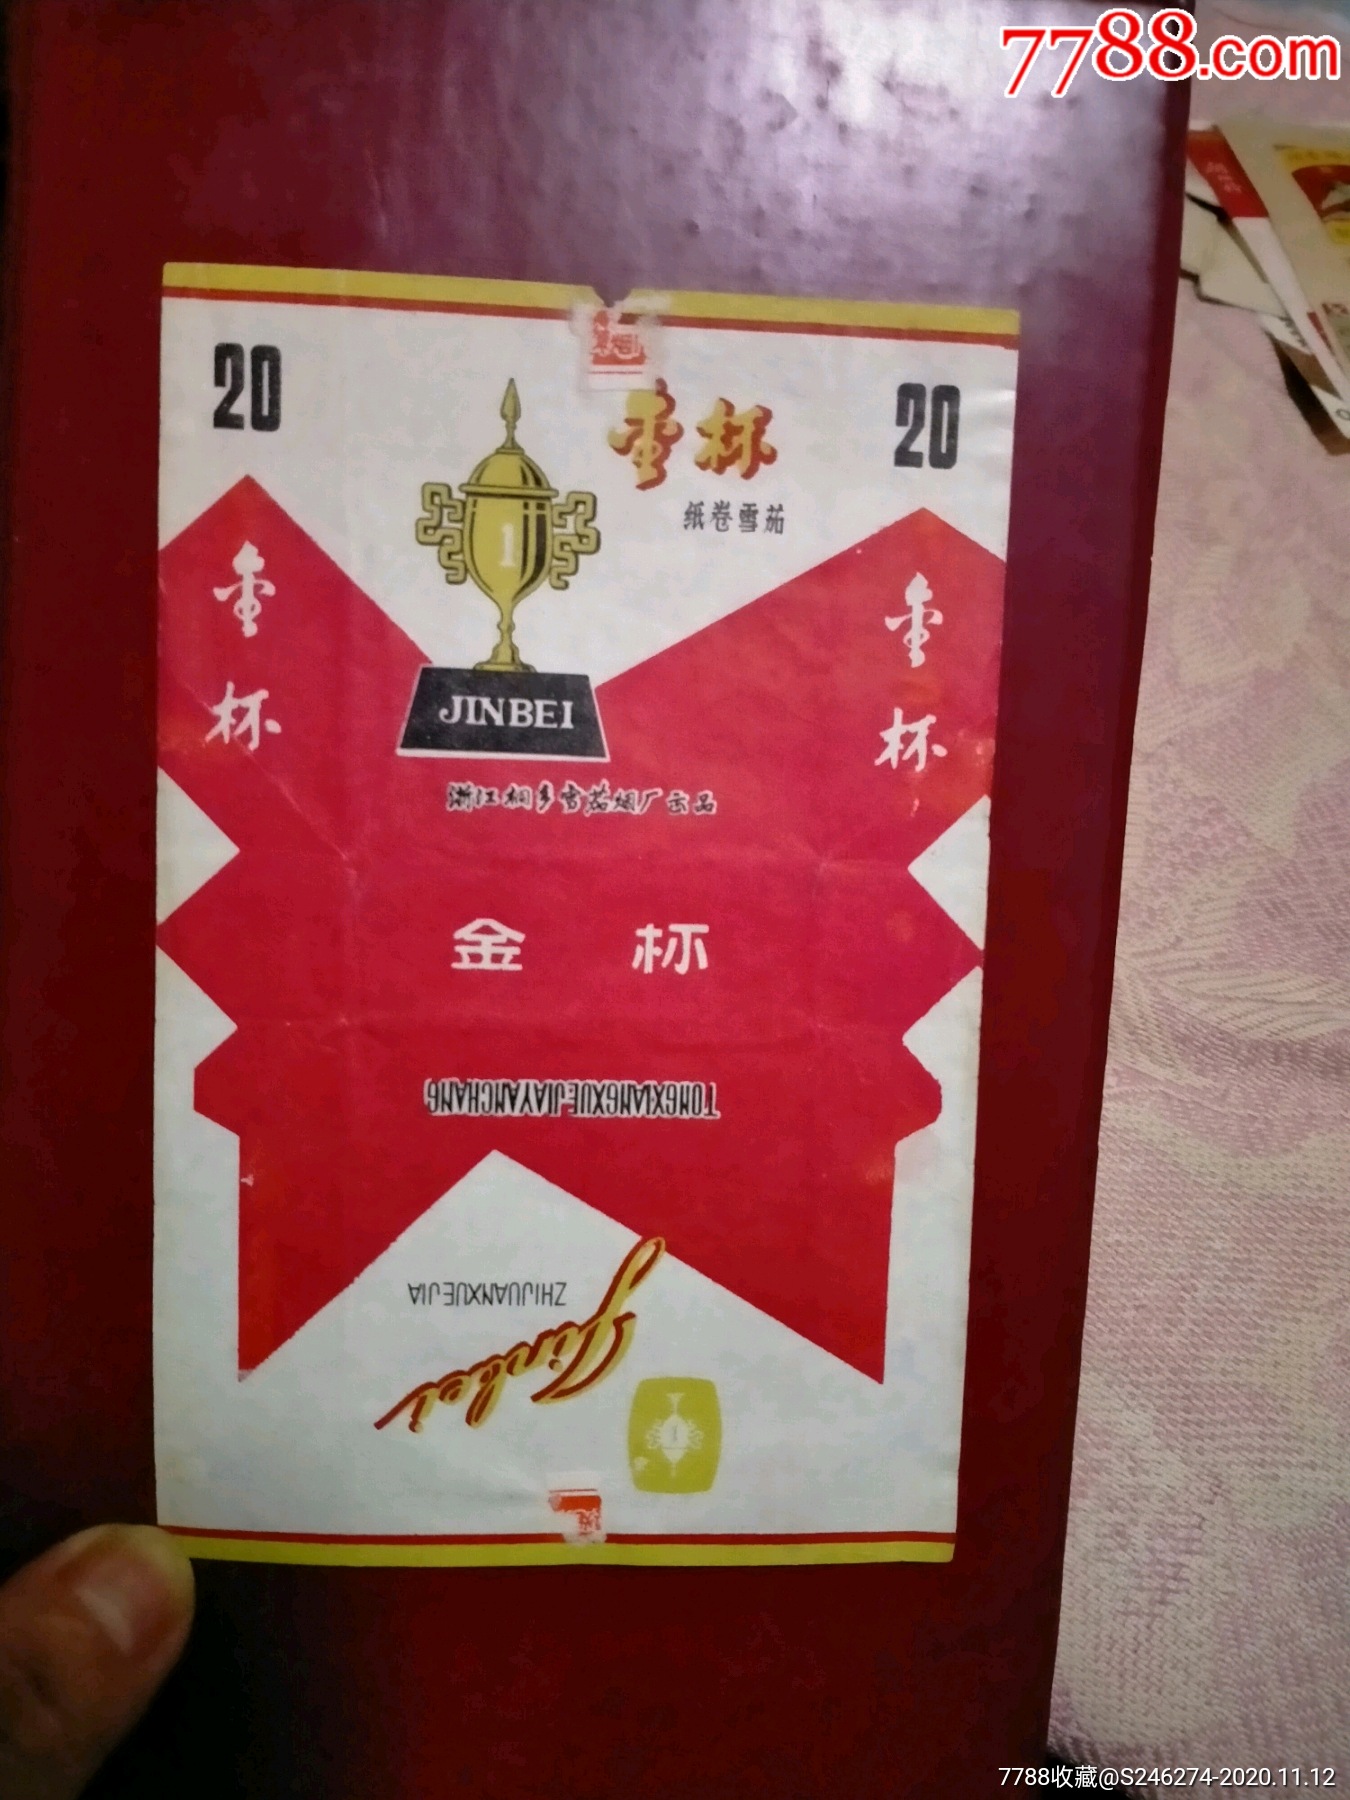 7788.com
20
金杯
纸卷雪茄
20
金杯
金杯
1
JINBEI
浙江桐乡雪茄烟厂出品
金 杯
TONGXIANGXUEJIAYANCHANG
ZHIJUANXUEJIA
Jinbei
1
7788收藏@S246274-2020.11.12